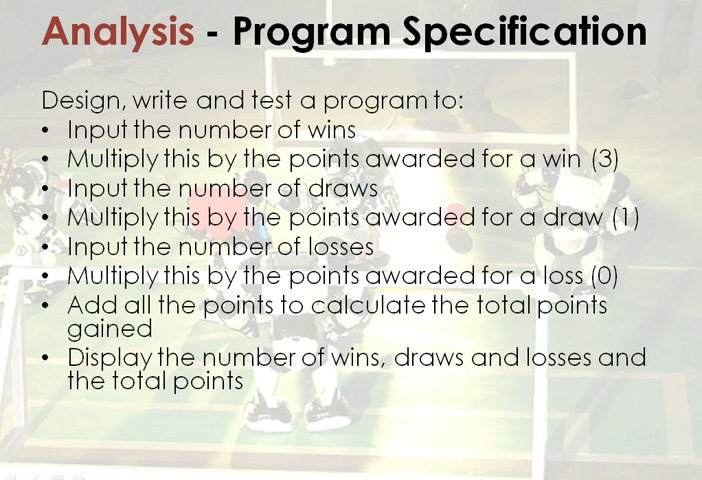 Analysis - Program Specification
Design, write and test a program to:
• Input the number of wins
• Multiply this by the points awarded for a win (3)
• Input the number of draws
• Multiply this by the points awarded for a draw (1)
• Input the number of losses
• Multiply this by the points awarded for a loss (0)
• Add all the points to calculate the total points
gained
• Display the number of wins, draws and losses and
the total points